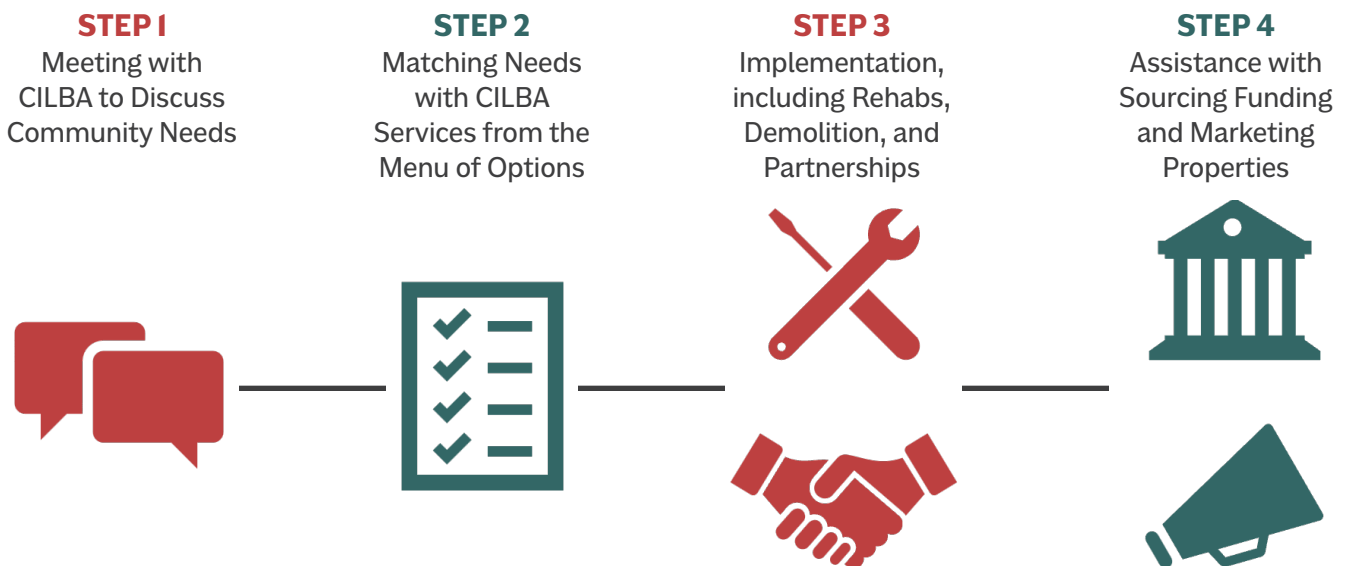 STEP 1
Meeting with
CILBA to Discuss
Community Needs
STEP 2
Matching Needs
with CILBA
Services from the
Menu of Options
STEP 3
Implementation,
including Rehabs,
Demolition, and
Partnerships
STEP 4
Assistance with
Sourcing Funding
and Marketing
Properties